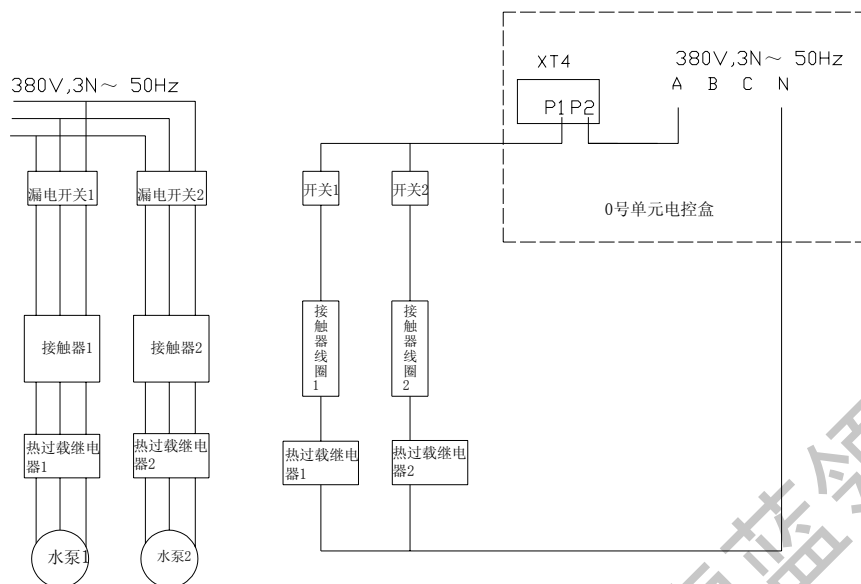 380V,3N～ 50Hz
漏电开关1
漏电开关2
接触器1
接触器2
热过载继电
器1
热过载继电
器2
水泵1
水泵2
XT4
P1 P2
380V,3N～ 50Hz
A B C N
0号单元电控盒
开关1
开关2
接触器线圈1
接触器线圈2
热过载继电
器1
热过载继电
器2
蓝领